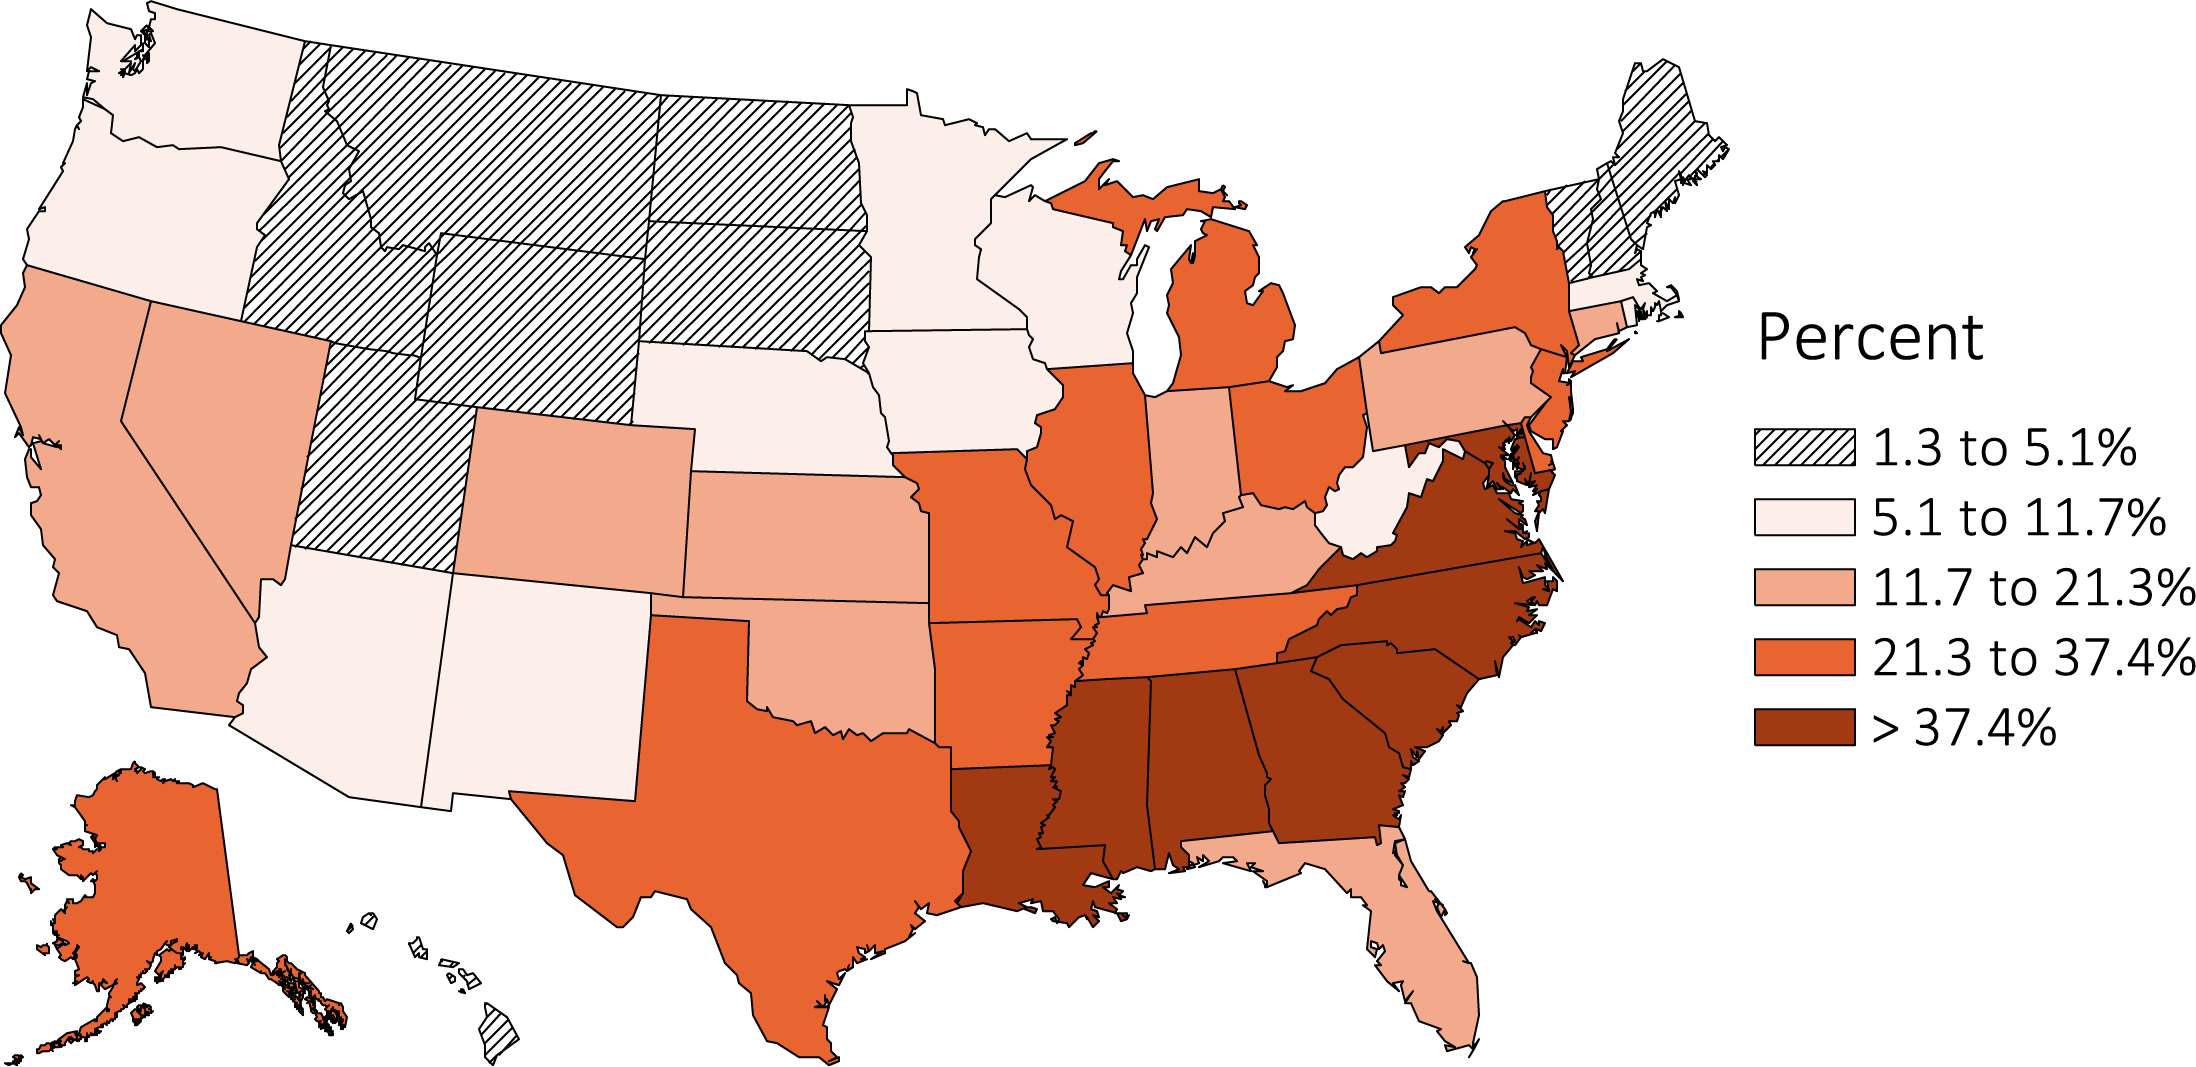 Percent
1.3 to 5.1%
5.1 to 11.7%
11.7 to 21.3%
21.3 to 37.4%
> 37.4%